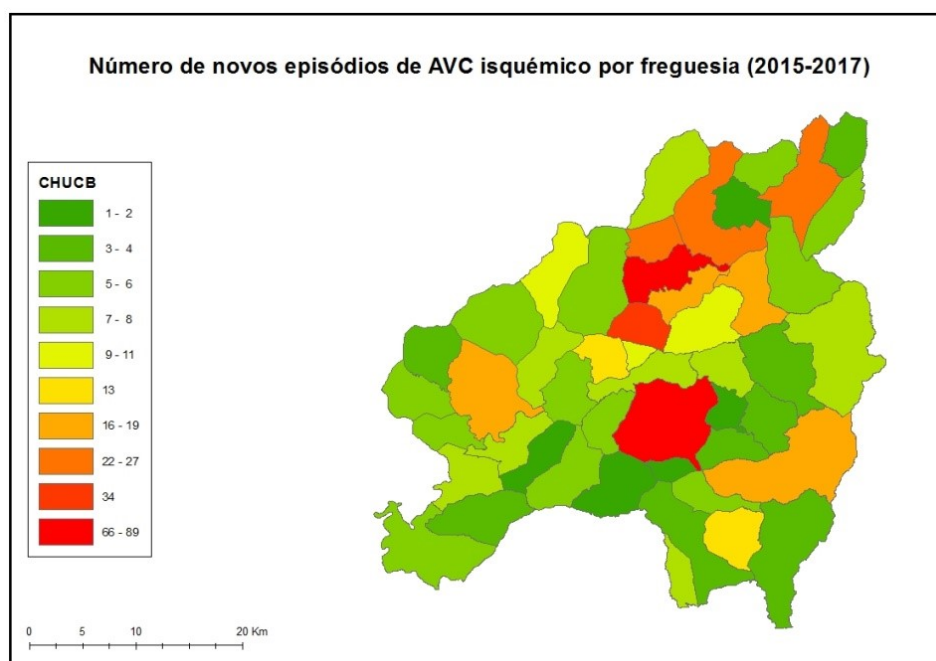 Número de novos episódios de AVC isquémico por freguesia (2015-2017)
CHUCB
1 - 2
3 - 4
5 - 6
7 - 8
9 - 11
13
16 - 19
22 - 27
34
66 - 89
0 5 10 20 Km